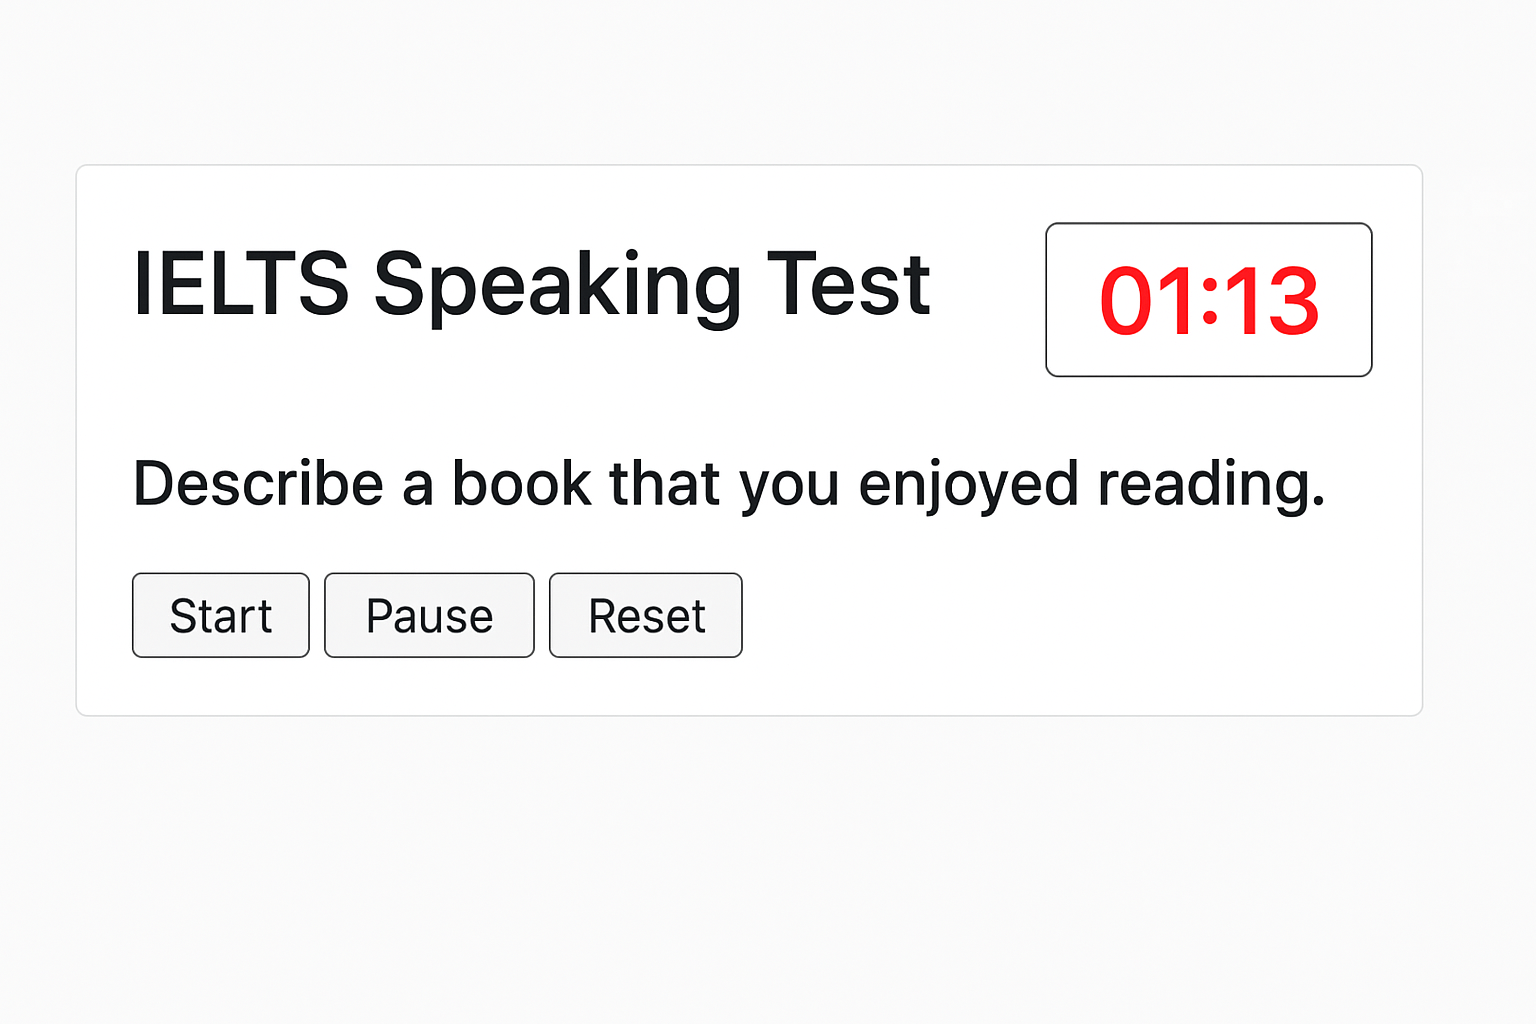 IELTS Speaking Test
01:13
Describe a book that you enjoyed reading.
Start Pause Reset